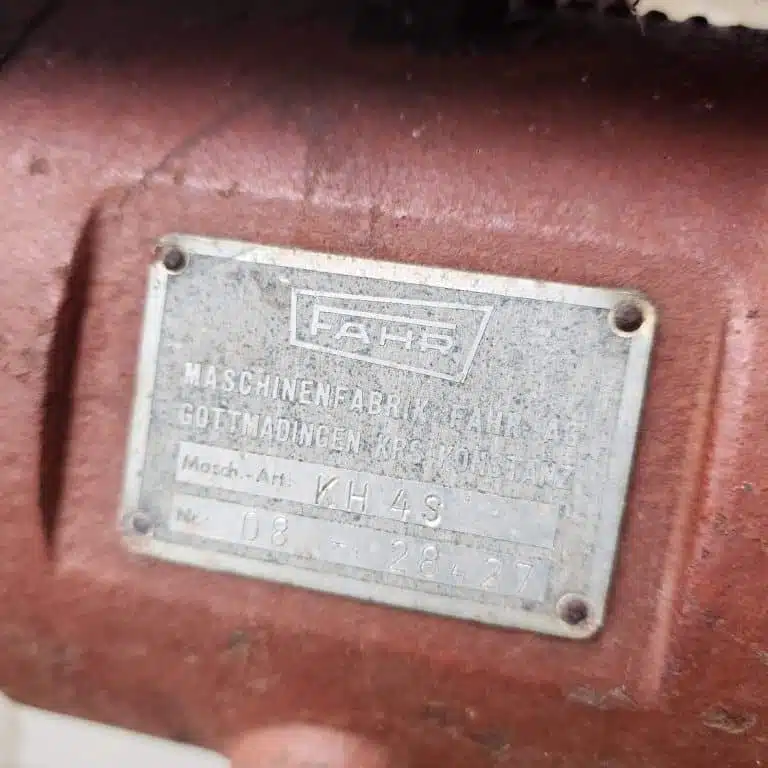 FAHR
MASCHINENFABRIK FAHR AG
GOTTMADINGEN KRS. KONSTANZ
Masch.-Art: KH 4S
Nr. 08 - 28427